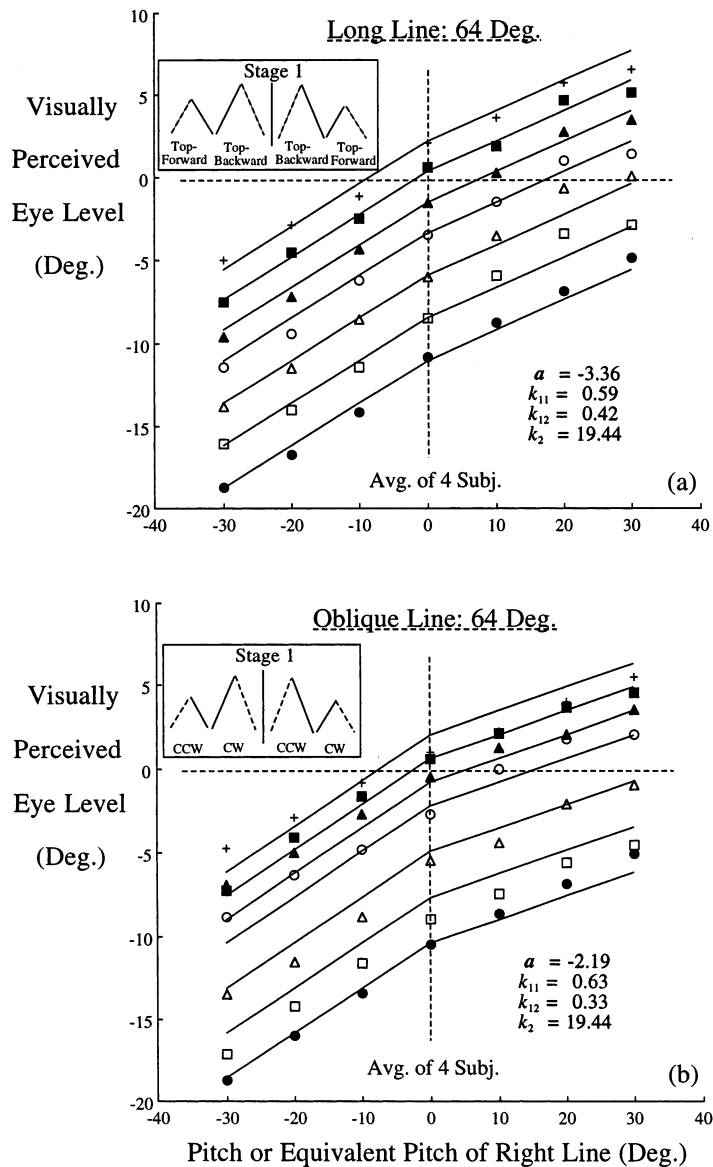 Long Line: 64 Deg.
Stage 1
Top-Forward Top-Backward Top-Backward Top-Forward
Visually
Perceived
Eye Level
(Deg.)
10
5
0
-5
-10
-15
-20
a = -3.36
k11 = 0.59
k12 = 0.42
k2 = 19.44
Avg. of 4 Subj.
(a)
-40 -30 -20 -10 0 10 20 30 40
Oblique Line: 64 Deg.
Stage 1
CCW CW CCW CW
Visually
Perceived
Eye Level
(Deg.)
10
5
0
-5
-10
-15
-20
a = -2.19
k11 = 0.63
k12 = 0.33
k2 = 19.44
Avg. of 4 Subj.
(b)
-40 -30 -20 -10 0 10 20 30 40
Pitch or Equivalent Pitch of Right Line (Deg.)